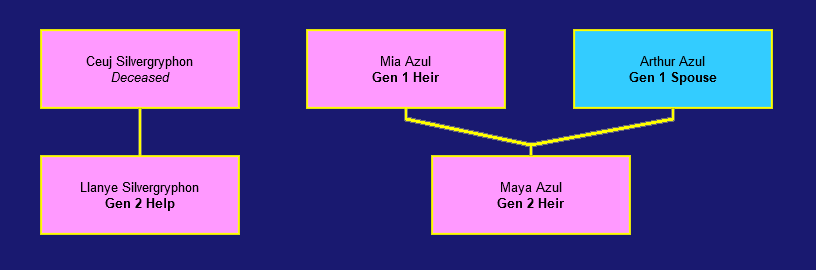 Ceuj Silvergryphon
Deceased
Mia Azul
Gen 1 Heir
Arthur Azul
Gen 1 Spouse
Llanye Silvergryphon
Gen 2 Help
Maya Azul
Gen 2 Heir